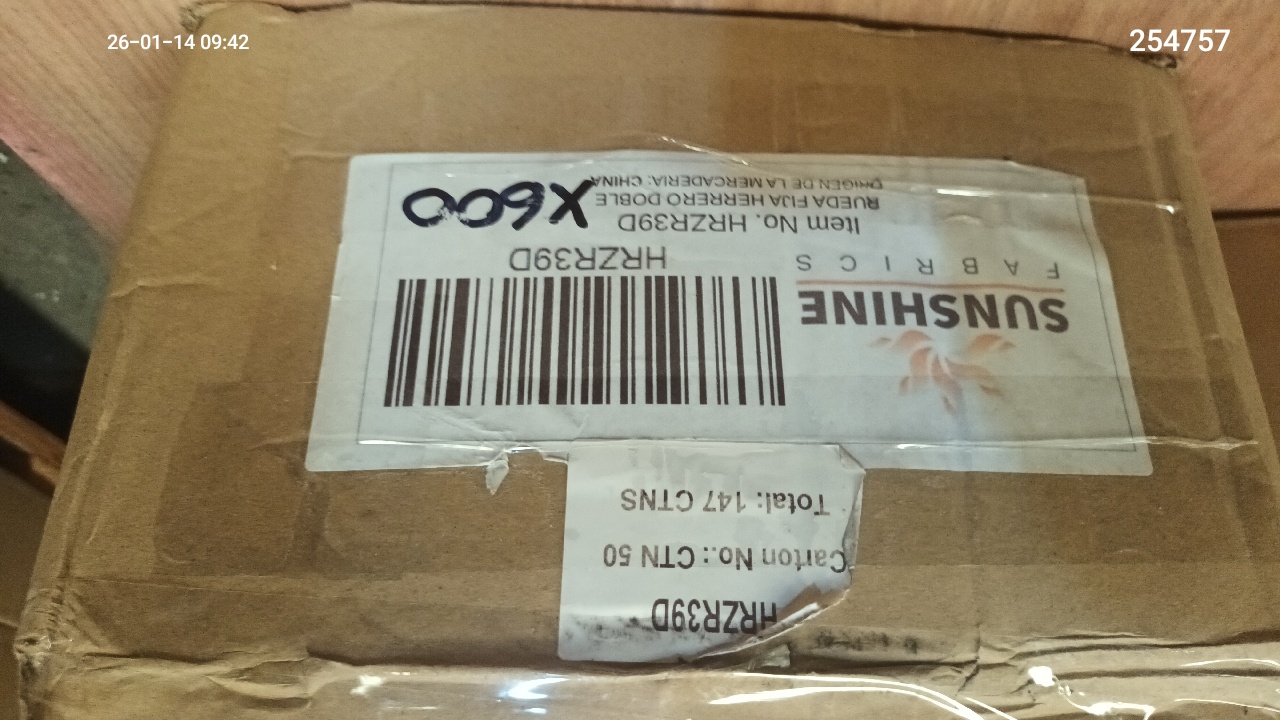 26-01-14 09:42
254757
HRZR39D
Carton No.: CTN 50
Total: 147 CTNS
SUNSHINE
FABRICS
HRZR39D
Item No. HRZR39D
RUEDA FIJA HERRERO DOBLE
ORIGEN DE LA MERCADERIA: CHINA
X600